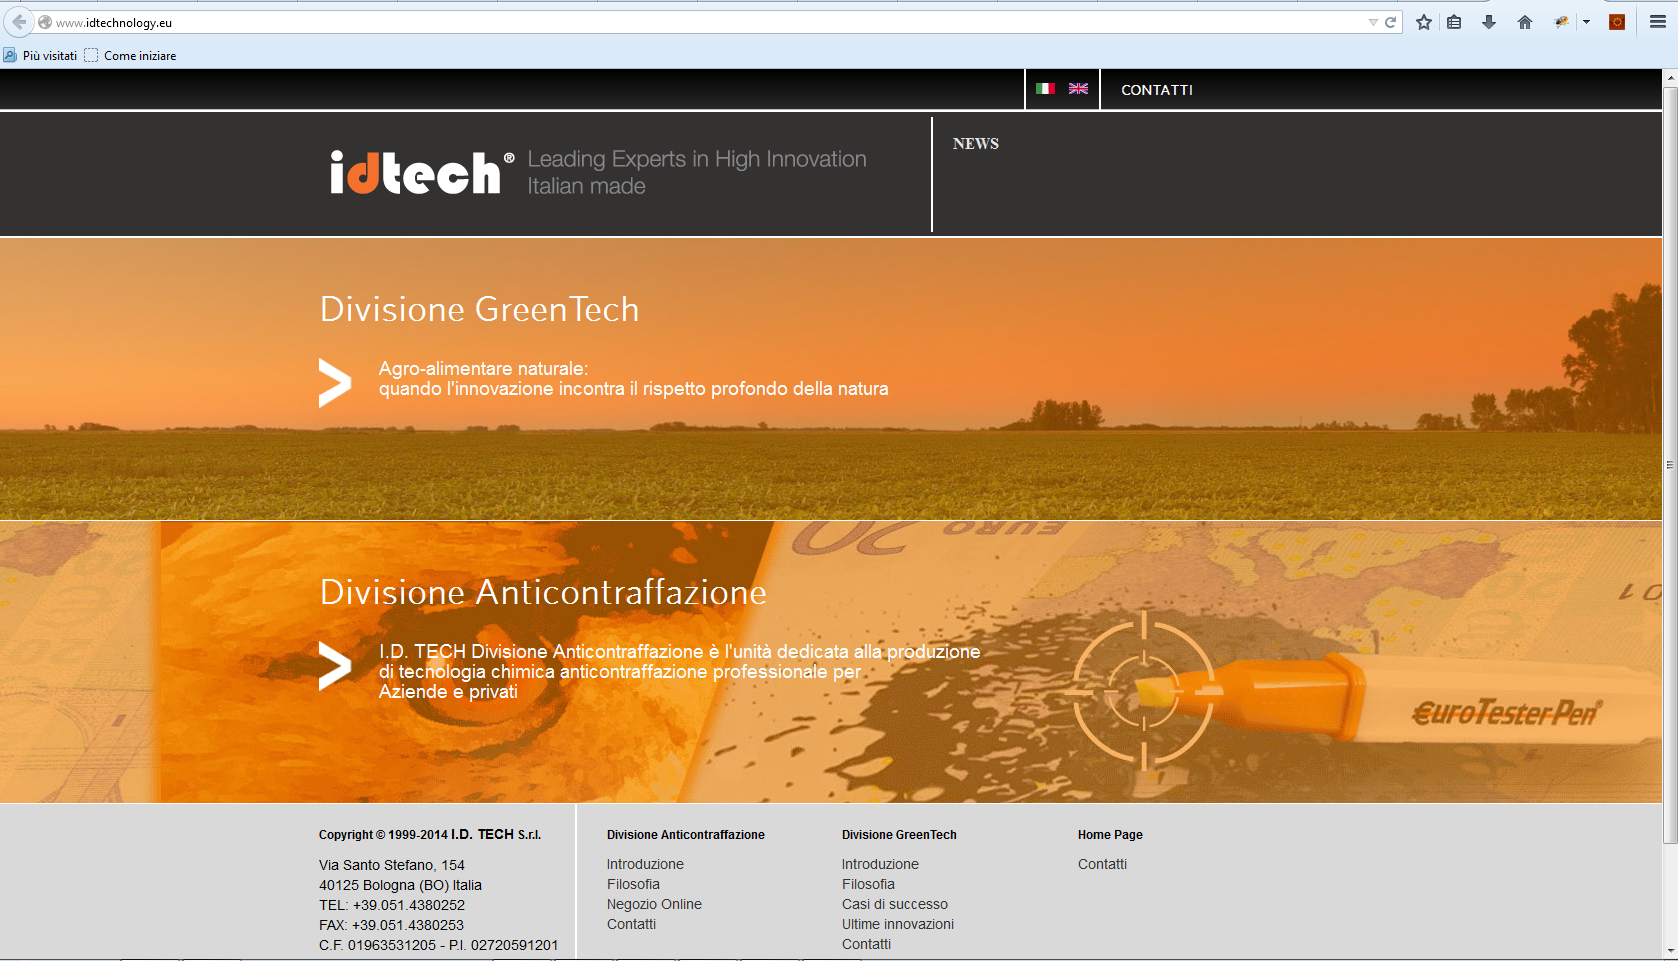 www.idtechnology.eu
Più visitati
Come iniziare
CONTATTI
idtech® Leading Experts in High Innovation
Italian made
NEWS
Divisione GreenTech
> Agro-alimentare naturale:
quando l'innovazione incontra il rispetto profondo della natura
20 EURO
Divisione Anticontraffazione
> I.D. TECH Divisione Anticontraffazione è l'unità dedicata alla produzione
di tecnologia chimica anticontraffazione professionale per
Aziende e privati
€uroTesterPen®
Copyright © 1999-2014 I.D. TECH S.r.l.
Via Santo Stefano, 154
40125 Bologna (BO) Italia
TEL: +39.051.4380252
FAX: +39.051.4380253
C.F. 01963531205 - P.I. 02720591201
Divisione Anticontraffazione
Introduzione
Filosofia
Negozio Online
Contatti
Divisione GreenTech
Introduzione
Filosofia
Casi di successo
Ultime innovazioni
Contatti
Home Page
Contatti